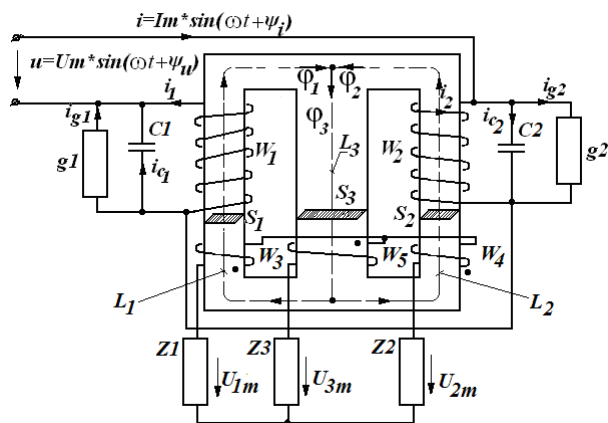 i=Im*sin(ωt+ψi)
u=Um*sin(ωt+ψu)
φ1 φ2
i1 i2
ig1 ig2
φ3
C1 ic2 C2
W1 L3 W2
g1 g2
ic1
S3
S1 S2
W3 W5 W4
L1 L2
Z1 Z3 Z2
U1m U3m U2m